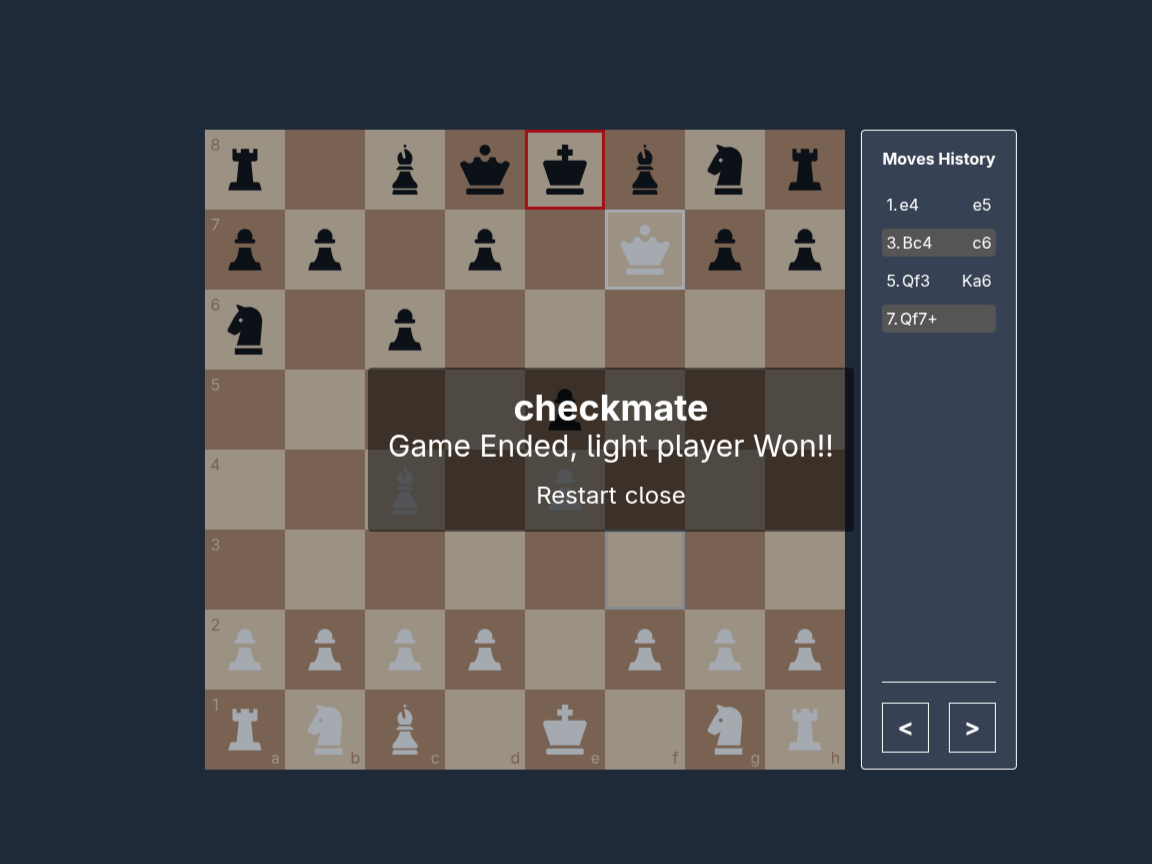 8
7
6
5
4
3
2
1
a b c d e f g h
checkmate
Game Ended, light player Won!!
Restart close
Moves History
1. e4 e5
3. Bc4 c6
5. Qf3 Ka6
7. Qf7+
< >